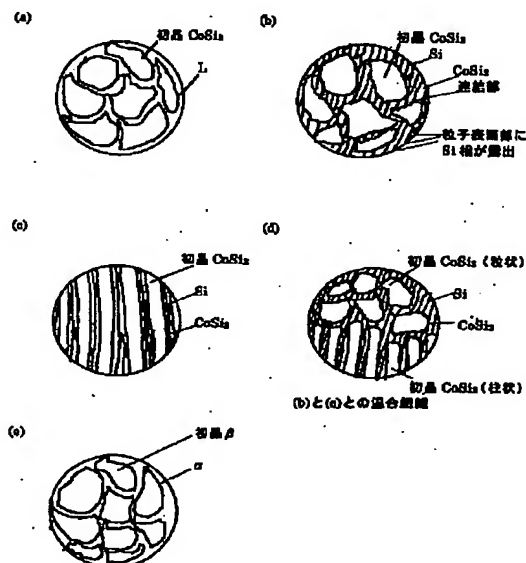 (a)
初晶 CoSi₂
L
(b)
初晶 CoSi₂
Si
CoSi₂
連結部
粒子表面部に
Si 相が露出
(c)
初晶 CoSi₂
Si
CoSi₂
(d)
初晶 CoSi₂ (粒状)
Si
CoSi₂
初晶 CoSi₂ (柱状)
(b)と(a)との混合組織
(e)
初晶 β
α